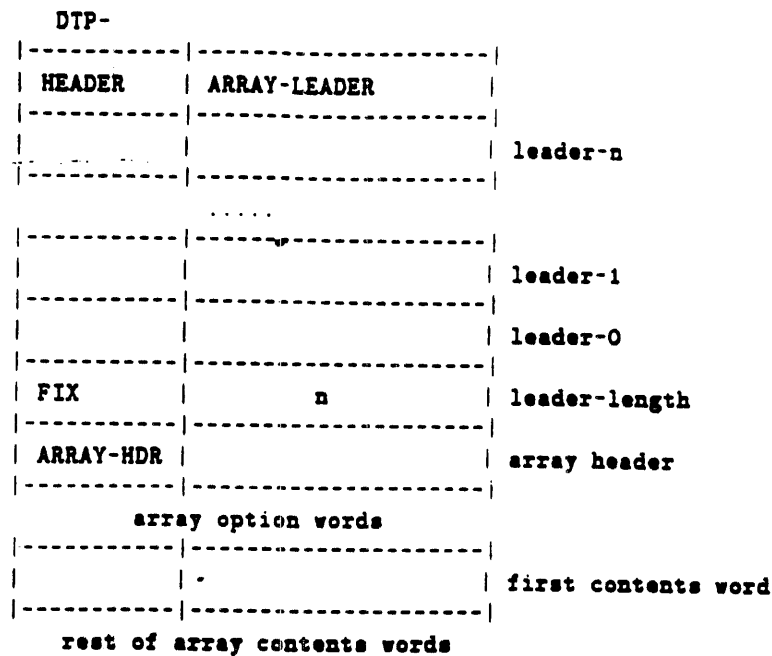 DTP-
|-----------|--------------------|
| HEADER | ARRAY-LEADER |
|-----------|--------------------|
| | | leader-n
|-----------|--------------------|
.....
|-----------|--------------------|
| | | leader-1
|-----------|--------------------|
| | | leader-0
|-----------|--------------------|
| FIX | n | leader-length
|-----------|--------------------|
| ARRAY-HDR | | array header
|-----------|--------------------|
array option words
|-----------|--------------------|
| | | first contents word
|-----------|--------------------|
rest of array contents words